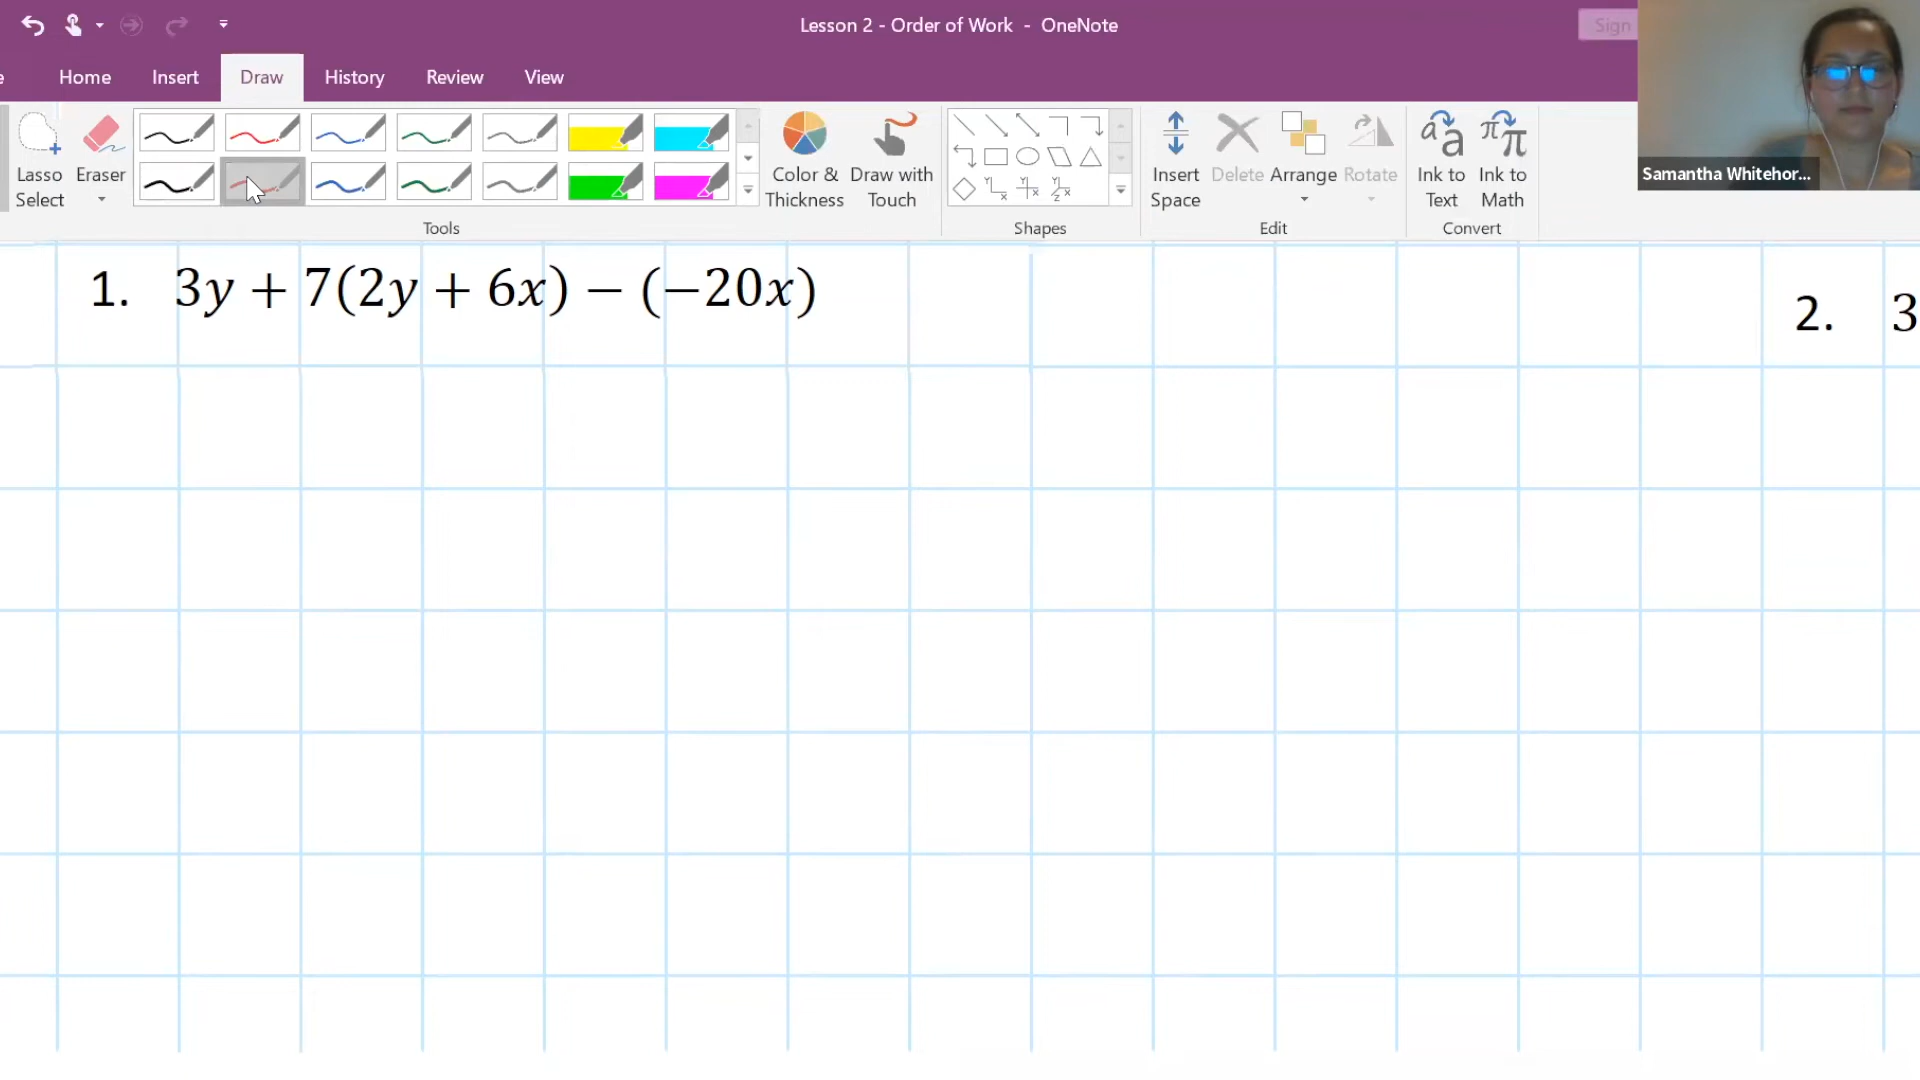 Lesson 2 - Order of Work - OneNote
Sign
Home Insert Draw History Review View
Lasso Select
Eraser
Color & Thickness
Draw with Touch
Insert Space
Delete
Arrange
Rotate
Ink to Text
Ink to Math
Tools Shapes Edit Convert
Samantha Whitehor...
1. 3y + 7(2y + 6x) − (−20x)
2. 3